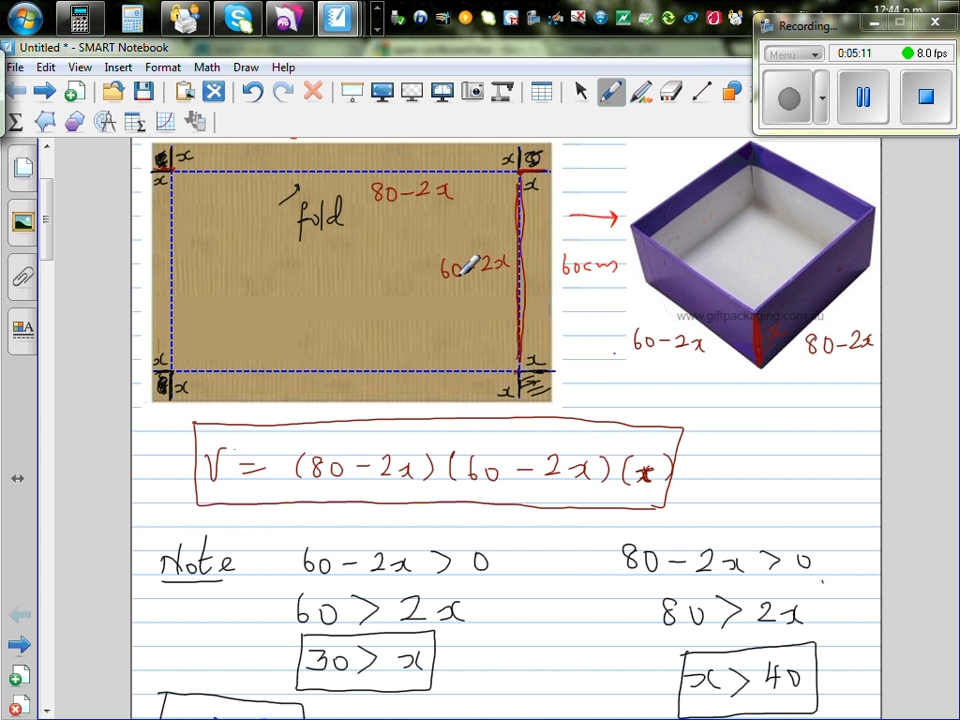 12:44 p.m.
Recording...
Untitled * - SMART Notebook
Menu
0:05:11
8.0 fps
File Edit View Insert Format Math Draw Help
x
x
x
x
fold
80-2x
60-2x
60cm
www.giftpackaging.com.au
x
60-2x
80-2x
x
x
x
x
V = (80-2x)(60-2x)(x)
Note
60-2x > 0
80-2x > 0
60 > 2x
80 > 2x
30 > x
x > 40